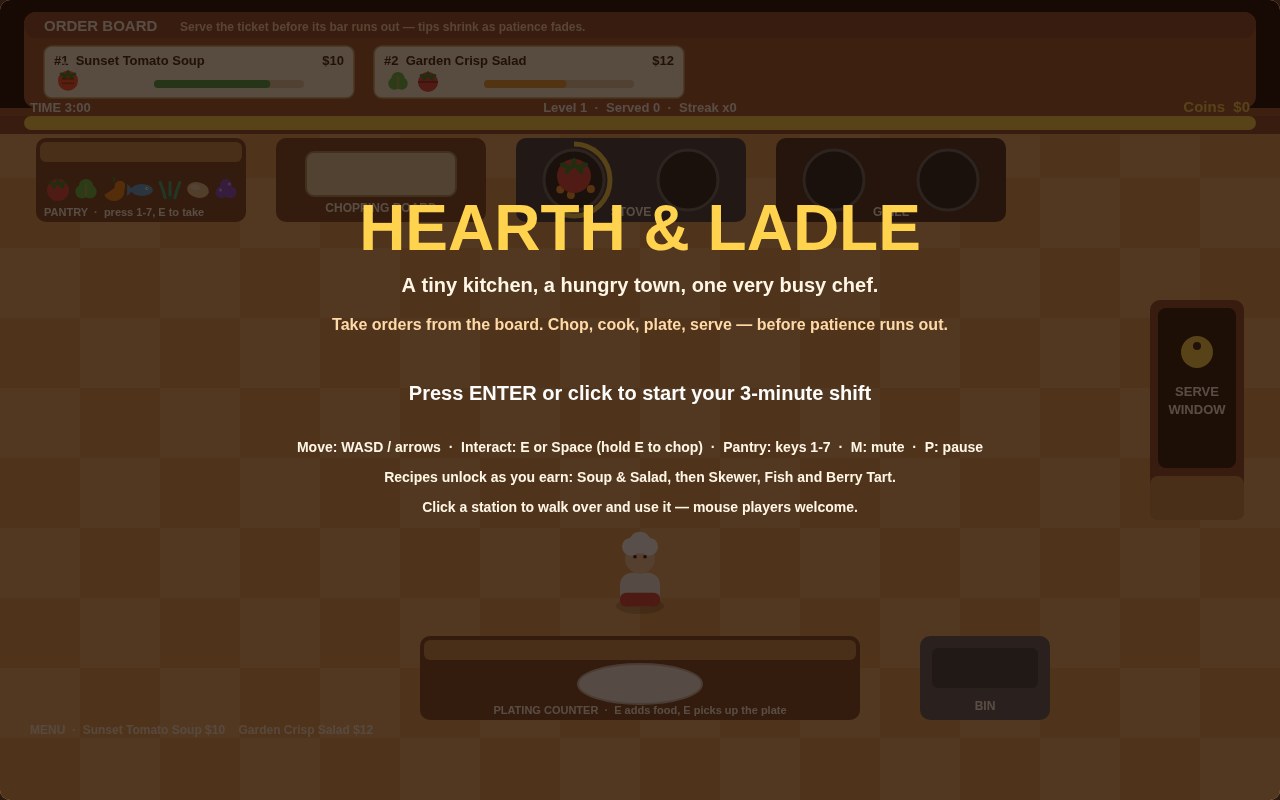 ORDER BOARD Serve the ticket before its bar runs out — tips shrink as patience fades.
#1 Sunset Tomato Soup $10
#2 Garden Crisp Salad $12
TIME 3:00 Level 1 · Served 0 · Streak x0 Coins $0
PANTRY · press 1-7, E to take
CHOPPING BOARD
STOVE
HEARTH & LADLE
A tiny kitchen, a hungry town, one very busy chef.
Take orders from the board. Chop, cook, plate, serve — before patience runs out.
Press ENTER or click to start your 3-minute shift
SERVE
WINDOW
Move: WASD / arrows · Interact: E or Space (hold E to chop) · Pantry: keys 1-7 · M: mute · P: pause
Recipes unlock as you earn: Soup & Salad, then Skewer, Fish and Berry Tart.
Click a station to walk over and use it — mouse players welcome.
PLATING COUNTER · E adds food, E picks up the plate
BIN
MENU · Sunset Tomato Soup $10 · Garden Crisp Salad $12